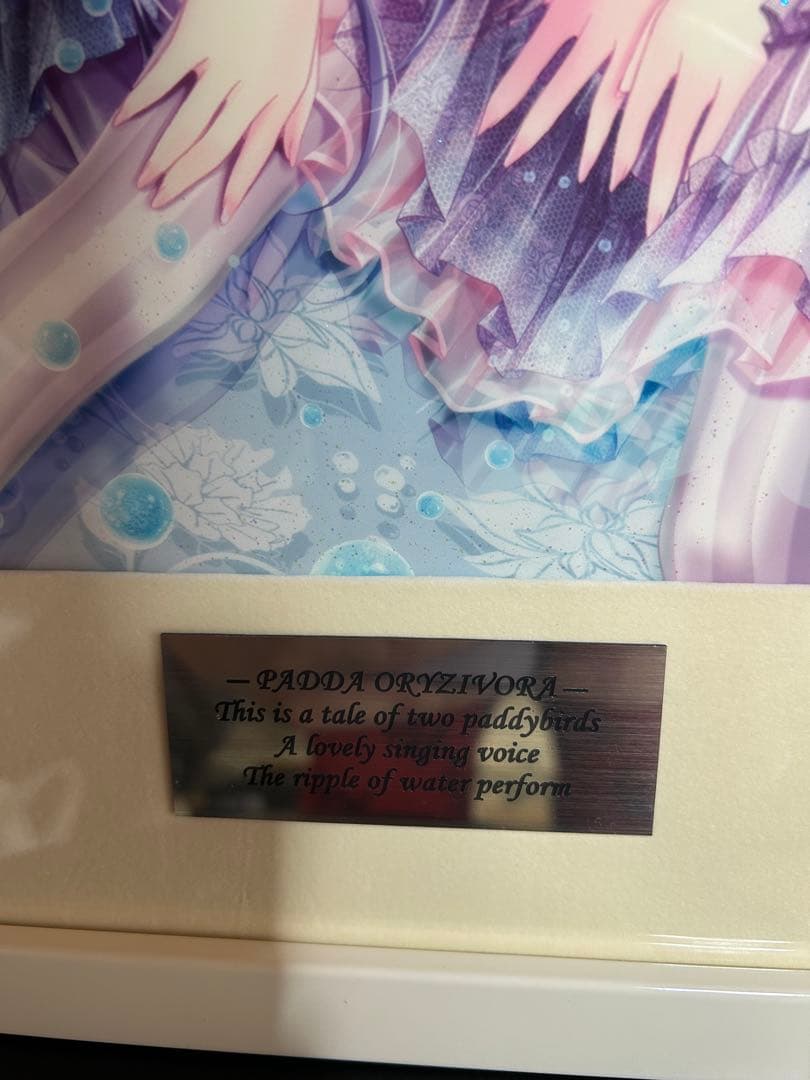 — PADDA ORYZIVORA —
This is a tale of two paddybirds
A lovely singing voice
The ripple of water perform